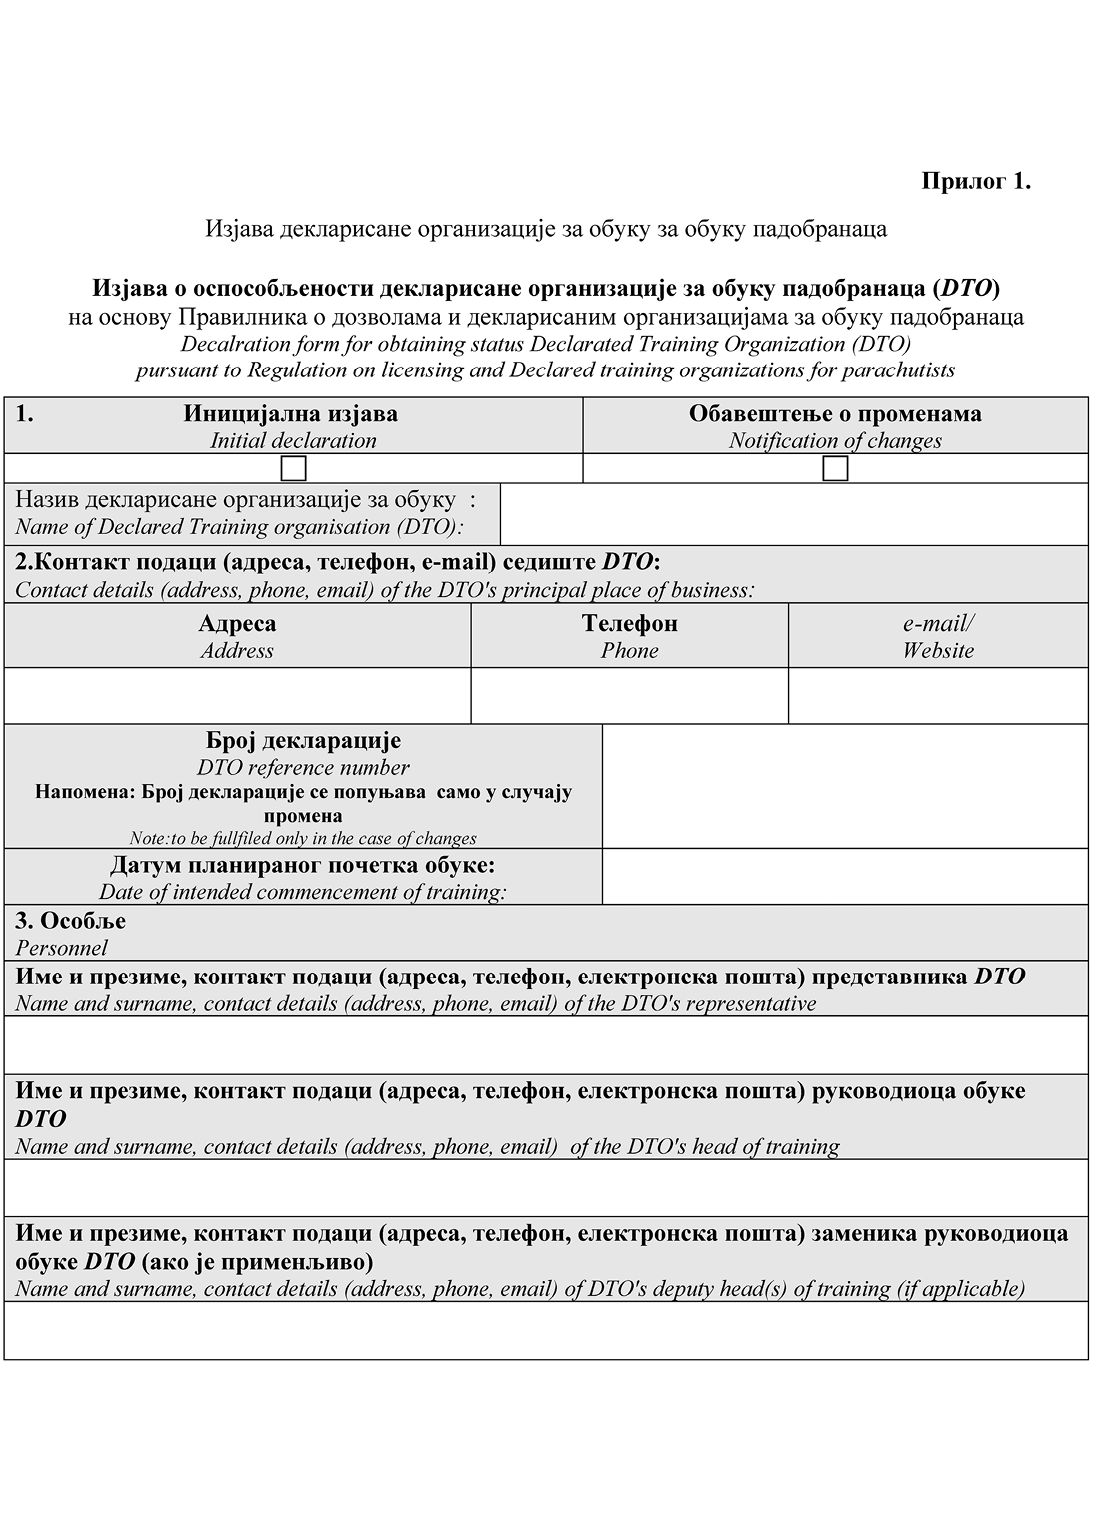 Прилог 1.
Изјава декларисане организације за обуку за обуку падобранаца
Изјава о оспособљености декларисане организације за обуку падобранаца (DTO)
на основу Правилника о дозволама и декларисаним организацијама за обуку падобранаца
Decalration form for obtaining status Declarated Training Organization (DTO)
pursuant to Regulation on licensing and Declared training organizations for parachutists
1. Иницијална изјава
Initial declaration
Обавештење о променама
Notification of changes
Назив декларисане организације за обуку :
Name of Declared Training organisation (DTO):
2.Контакт подаци (адреса, телефон, e-mail) седиште DTO:
Contact details (address, phone, email) of the DTO's principal place of business:
Адреса
Address
Телефон
Phone
e-mail/
Website
Број декларације
DTO reference number
Напомена: Број декларације се попуњава само у случају
промена
Note:to be fullfiled only in the case of changes
Датум планираног почетка обуке:
Date of intended commencement of training:
3. Особље
Personnel
Име и презиме, контакт подаци (адреса, телефон, електропска пошта) представника DTO
Name and surname, contact details (address, phone, email) of the DTO's representative
Име и презиме, контакт подаци (адреса, телефон, електронска пошта) руководиоца обуке
DTO
Name and surname, contact details (address, phone, email) of the DTO's head of training
Име и презиме, контакт подаци (адреса, телефон, електронска пошта) заменика руководиоца
обуке DTO (ако је применљиво)
Name and surname, contact details (address, phone, email) of DTO's deputy head(s) of training (if applicable)